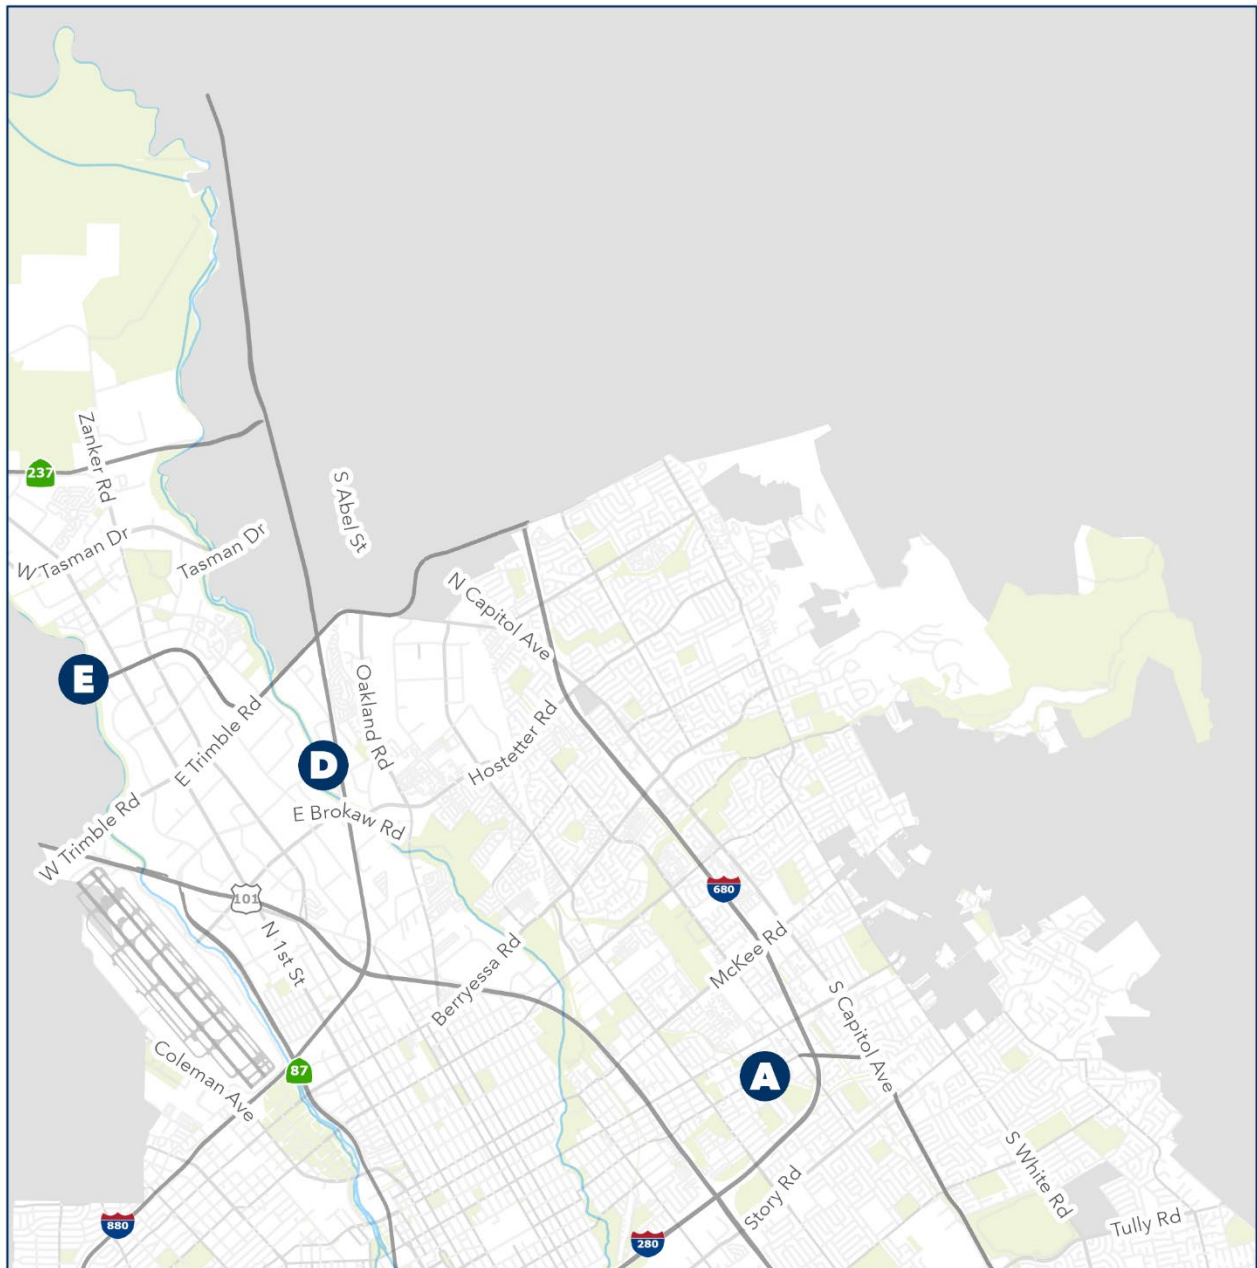 Zanker Rd
237
S Abel St
W Tasman Dr
Tasman Dr
N Capitol Ave
E
Oakland Rd
E Trimble Rd
Hostetter Rd
D
E Brokaw Rd
W Trimble Rd
680
101
N 1st St
McKee Rd
Berryessa Rd
S Capitol Ave
Coleman Ave
87
A
S White Rd
Story Rd
Tully Rd
880
280